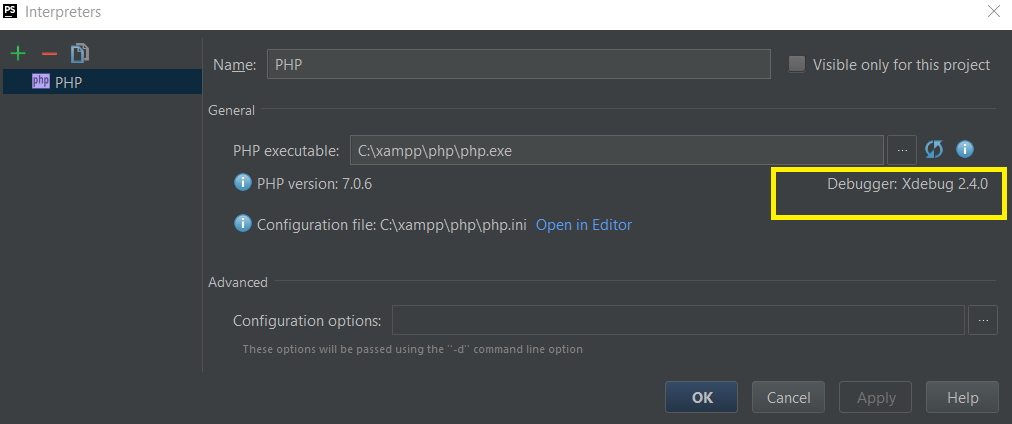 PS Interpreters
php PHP
Name: PHP Visible only for this project
General
PHP executable: C:\xampp\php\php.exe ...
PHP version: 7.0.6 Debugger: Xdebug 2.4.0
Configuration file: C:\xampp\php\php.ini Open in Editor
Advanced
Configuration options: ...
These options will be passed using the ''-d'' command line option
OK Cancel Apply Help